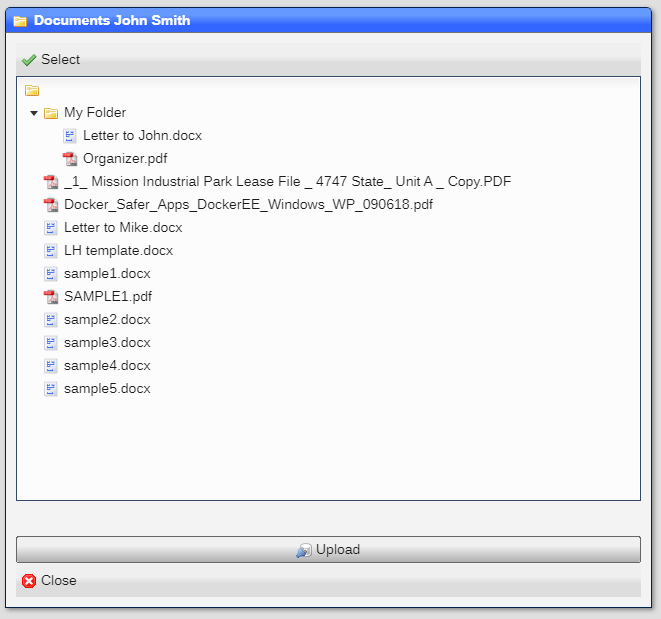 Documents John Smith
Select
My Folder
Letter to John.docx
Organizer.pdf
_1_ Mission Industrial Park Lease File _ 4747 State_ Unit A _ Copy.PDF
Docker_Safer_Apps_DockerEE_Windows_WP_090618.pdf
Letter to Mike.docx
LH template.docx
sample1.docx
SAMPLE1.pdf
sample2.docx
sample3.docx
sample4.docx
sample5.docx
Upload
Close